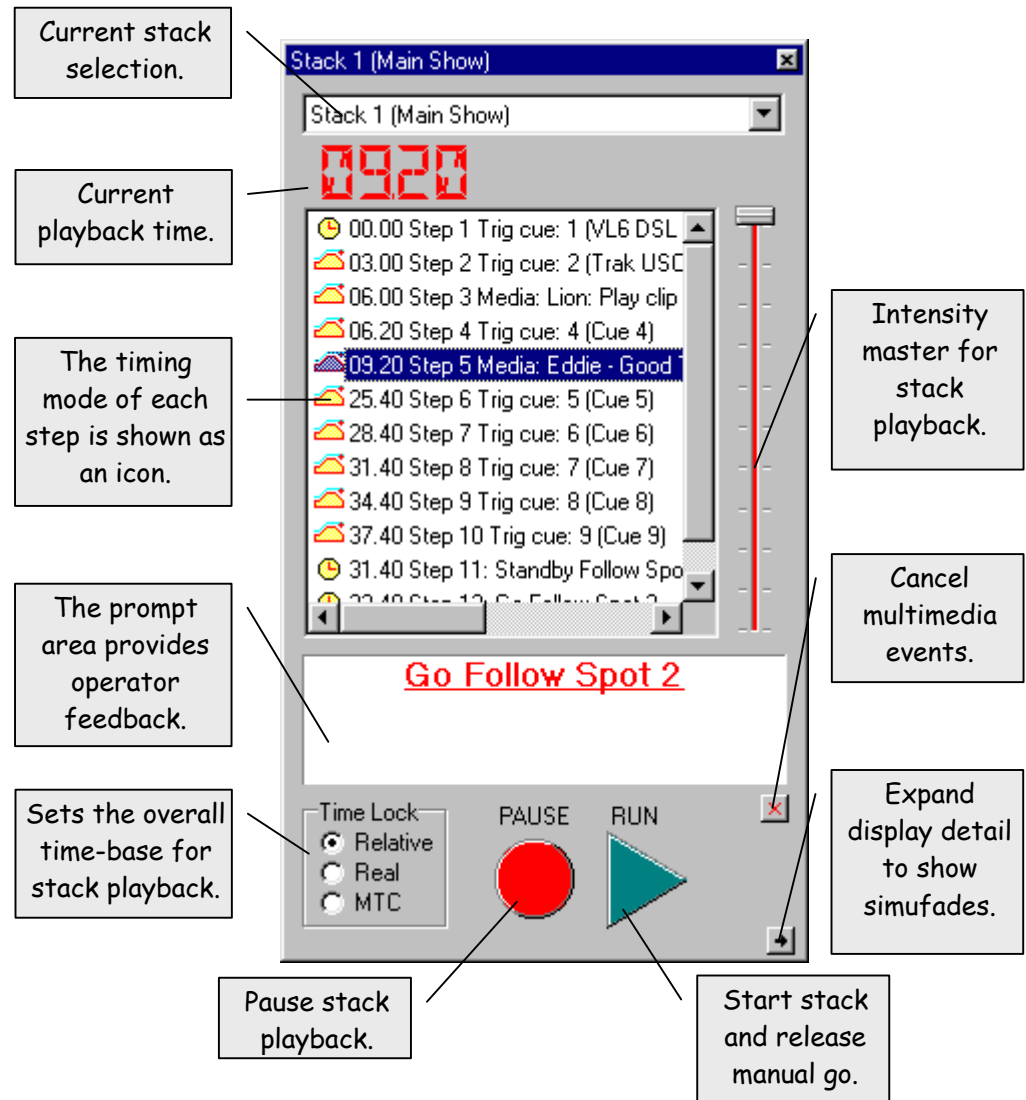 Current stack
selection.
Stack 1 (Main Show)
Stack 1 (Main Show)
09.20
Current
playback time.
00.00 Step 1 Trig cue: 1 (VL6 DSL
03.00 Step 2 Trig cue: 2 (Trak USC
06.00 Step 3 Media: Lion: Play clip
06.20 Step 4 Trig cue: 4 (Cue 4)
09.20 Step 5 Media: Eddie - Good
25.40 Step 6 Trig cue: 5 (Cue 5)
28.40 Step 7 Trig cue: 6 (Cue 6)
31.40 Step 8 Trig cue: 7 (Cue 7)
34.40 Step 9 Trig cue: 8 (Cue 8)
37.40 Step 10 Trig cue: 9 (Cue 9)
31.40 Step 11: Standby Follow Spo
Intensity
master for
stack
playback.
The timing
mode of each
step is shown as
an icon.
The prompt
area provides
operator
feedback.
Go Follow Spot 2
Cancel
multimedia
events.
Sets the overall
time-base for
stack playback.
Time Lock
Relative
Real
MTC
PAUSE
RUN
Expand
display detail
to show
simufades.
Pause stack
playback.
Start stack
and release
manual go.